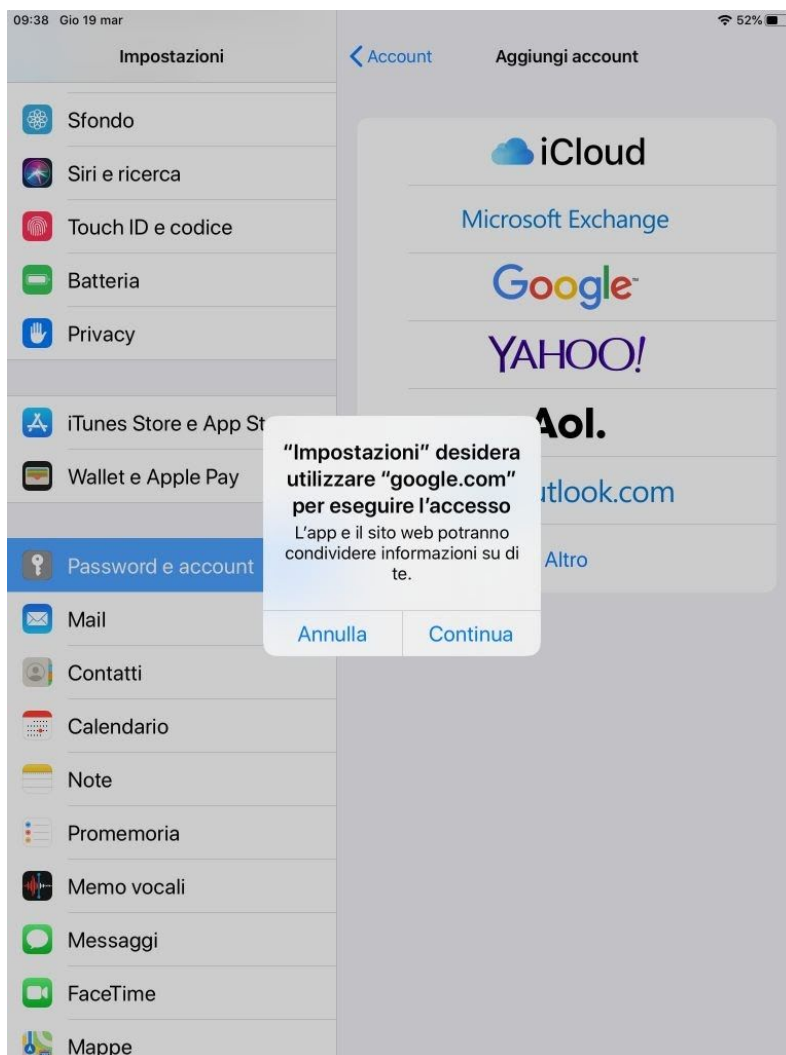 09:38 Gio 19 mar
52%
Impostazioni
Sfondo
Siri e ricerca
Touch ID e codice
Batteria
Privacy
iTunes Store e App St
Wallet e Apple Pay
Password e account
Mail
Contatti
Calendario
Note
Promemoria
Memo vocali
Messaggi
FaceTime
Mappe
Account
Aggiungi account
iCloud
Microsoft Exchange
Google
YAHOO!
Aol.
utlook.com
Altro
“Impostazioni” desidera
utilizzare “google.com”
per eseguire l’accesso
L’app e il sito web potranno
condividere informazioni su di
te.
Annulla
Continua